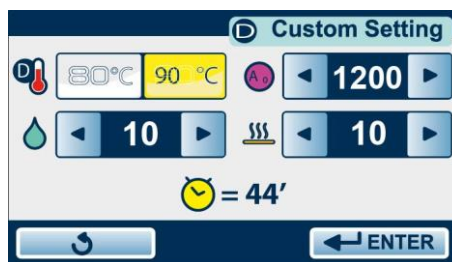 D Custom Setting
D 80°C 90 °C A0 1200
10 10
= 44′
ENTER